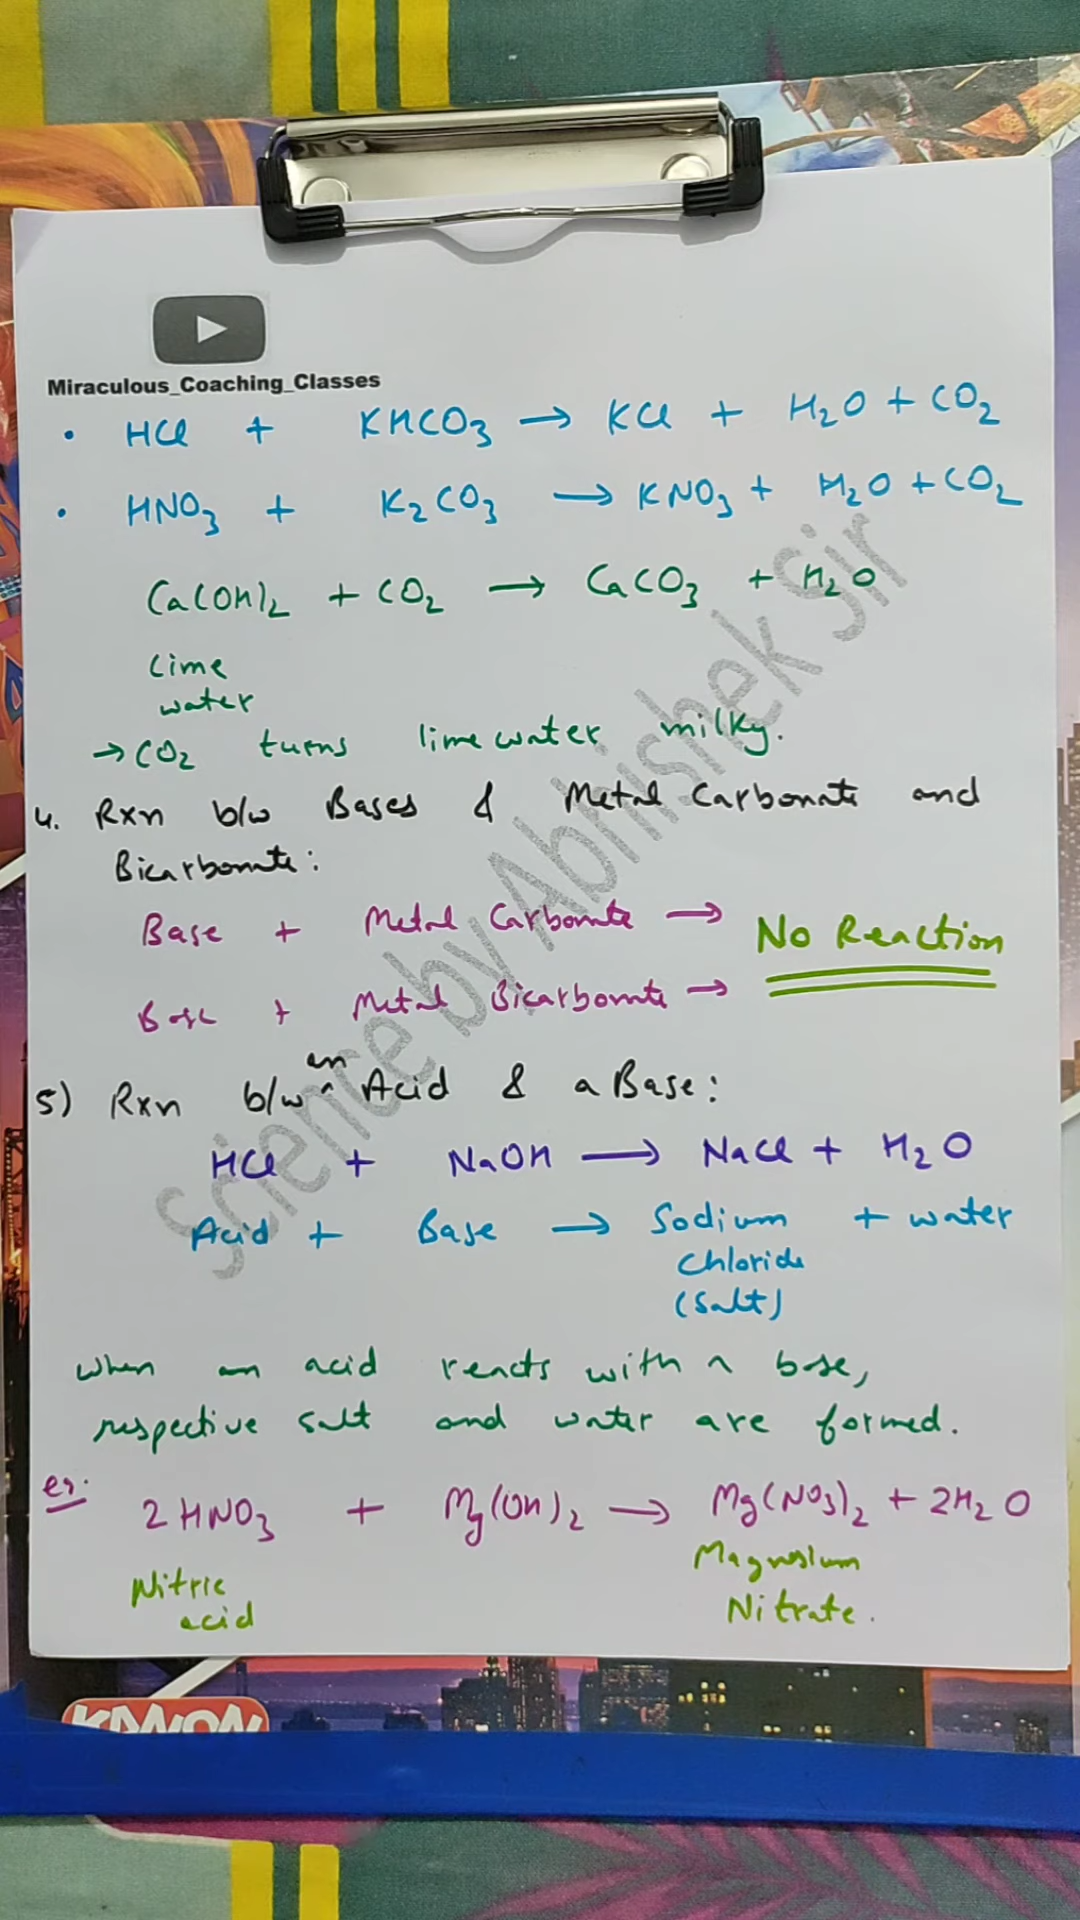 Miraculous_Coaching_Classes
• HCl + KHCO3 → KCl + H2O + CO2
• HNO3 + K2CO3 → KNO3 + H2O + CO2
Ca(OH)2 + CO2 → CaCO3 + H2O
Lime
water
→ CO2 turns lime water milky.
4. Rxn b/w Bases & Metal Carbonate and
Bicarbonate:
Base + Metal Carbonate →
No Reaction
Base + Metal Bicarbonate →
5) Rxn b/w an Acid & a Base:
HCl + NaOH → NaCl + H2O
Acid + Base → Sodium + water
Chloride
(Salt)
When an acid reacts with a base,
respective salt and water are formed.
eg. 2HNO3 + Mg(OH)2 → Mg(NO3)2 + 2H2O
Nitric
acid
Magnesium
Nitrate.
Science by Abhishek Sir
KIWON